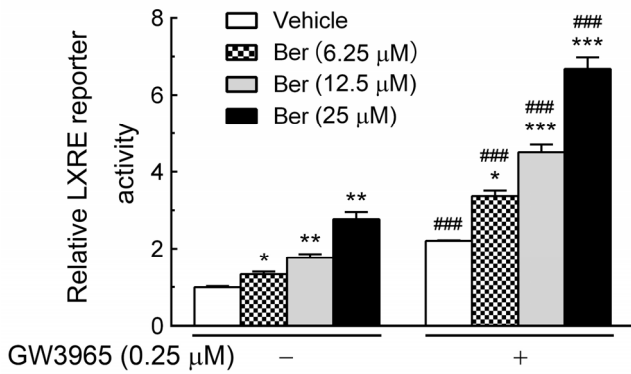 8
6
4
2
0
Relative LXRE reporter
activity
Vehicle
Ber (6.25 μM)
Ber (12.5 μM)
Ber (25 μM)
*
**
**
###
###
*
###
***
###
***
GW3965 (0.25 μM) − +